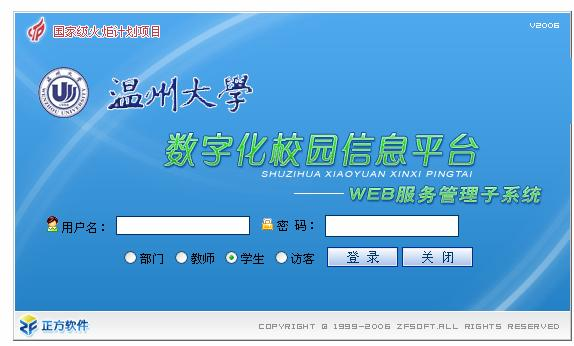 国家级火炬计划项目
V2006
温州大学
WENZHOU UNIVERSITY
数字化校园信息平台
SHUZIHUA XIAOYUAN XINXI PINGTAI
WEB服务管理子系统
用户名： 密 码：
部门 教师 学生 访客 登 录 关 闭
正方软件 COPYRIGHT @ 1999-2006 ZFSOFT.ALL RIGHTS RESERVED